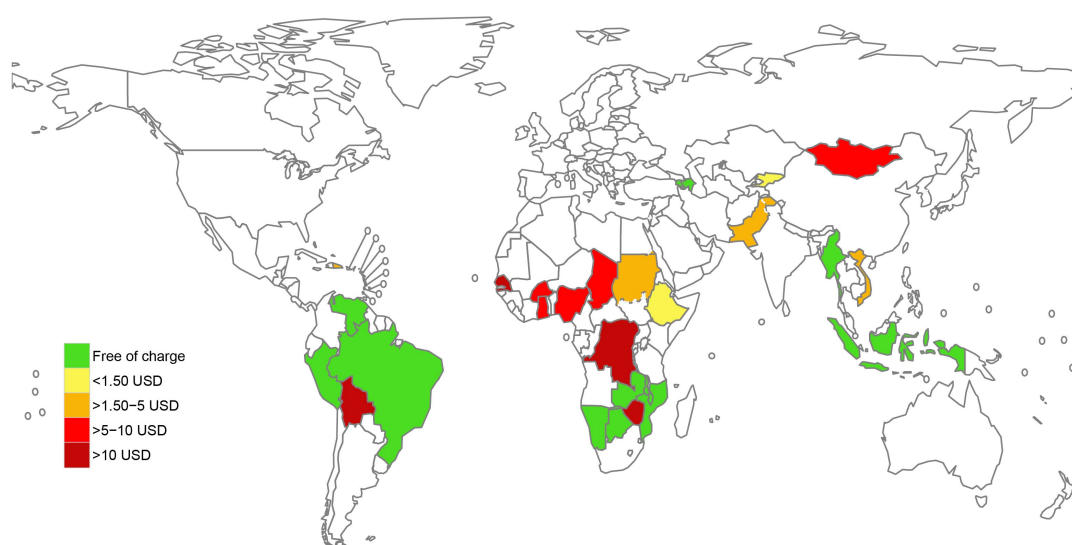 Free of charge
<1.50 USD
>1.50−5 USD
>5−10 USD
>10 USD